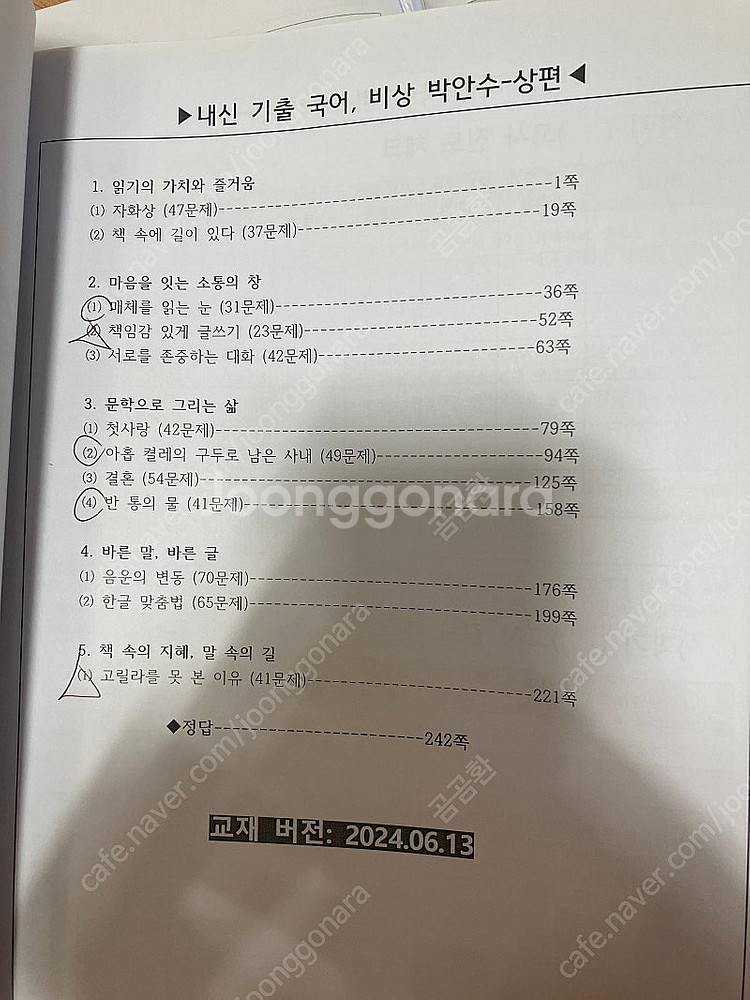 ▶내신 기출 국어, 비상 박안수-상편◀
1. 읽기의 가치와 즐거움-----1쪽
⑴ 자화상 (47문제)-----19쪽
⑵ 책 속에 길이 있다 (37문제)-----
2. 마음을 잇는 소통의 창
⑴ 매체를 읽는 눈 (31문제)-----36쪽
⑵ 책임감 있게 글쓰기 (23문제)-----52쪽
⑶ 서로를 존중하는 대화 (42문제)-----63쪽
3. 문학으로 그리는 삶
⑴ 첫사랑 (42문제)-----79쪽
⑵ 아홉 켤레의 구두로 남은 사내 (49문제)-----94쪽
⑶ 결혼 (54문제)-----125쪽
⑷ 반 통의 물 (41문제)-----158쪽
4. 바른 말, 바른 글
⑴ 음운의 변동 (70문제)-----176쪽
⑵ 한글 맞춤법 (65문제)-----199쪽
5. 책 속의 지혜, 말 속의 길
⑴ 고릴라를 못 본 이유 (41문제)-----221쪽
◆정답-----242쪽
교재 버전: 2024.06.13
joonggonara
cafe.naver.com/joonggonara
곰곰환